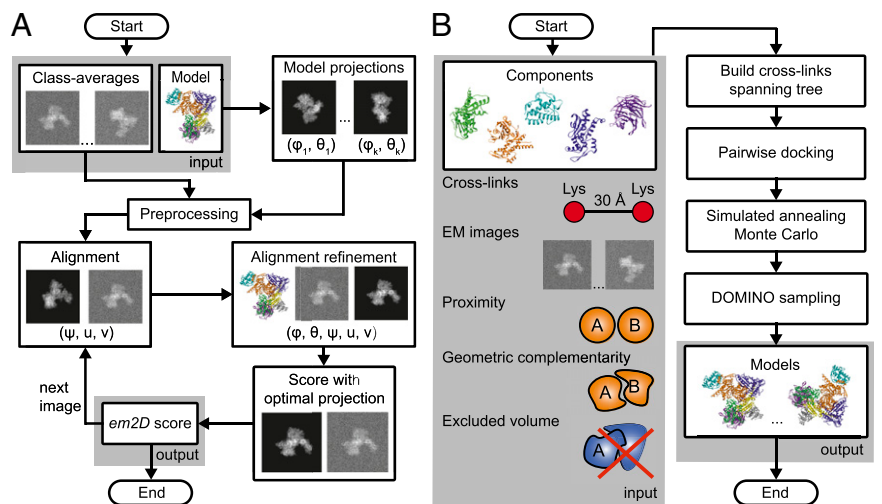 A
Start
Class-averages
Model
...
input
Model projections
...
(φ1, θ1)
(φk, θk)
Preprocessing
Alignment
(ψ, u, v)
Alignment refinement
(φ, θ, ψ, u, v)
Score with
optimal projection
next
image
em2D score
output
End
B
Start
Components
Cross-links
Lys
30 Å
Lys
EM images
...
Proximity
A
B
Geometric complementarity
A
B
Excluded volume
A
input
Build cross-links
spanning tree
Pairwise docking
Simulated annealing
Monte Carlo
DOMINO sampling
Models
...
output
End